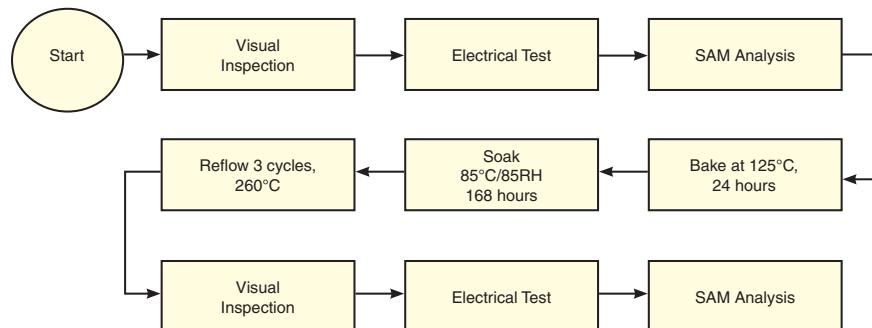 Start
Visual
Inspection
Electrical Test
SAM Analysis
Bake at 125°C,
24 hours
Soak
85°C/85RH
168 hours
Reflow 3 cycles,
260°C
Visual
Inspection
Electrical Test
SAM Analysis